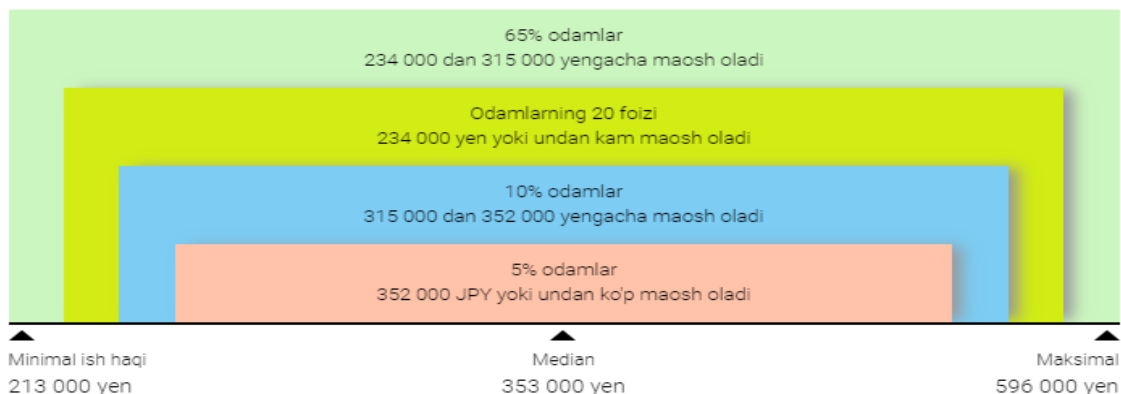 65% odamlar
234 000 dan 315 000 yengacha maosh oladi
Odamlarning 20 foizi
234 000 yen yoki undan kam maosh oladi
10% odamlar
315 000 dan 352 000 yengacha maosh oladi
5% odamlar
352 000 JPY yoki undan ko'p maosh oladi
Minimal ish haqi
213 000 yen
Median
353 000 yen
Maksimal
596 000 yen